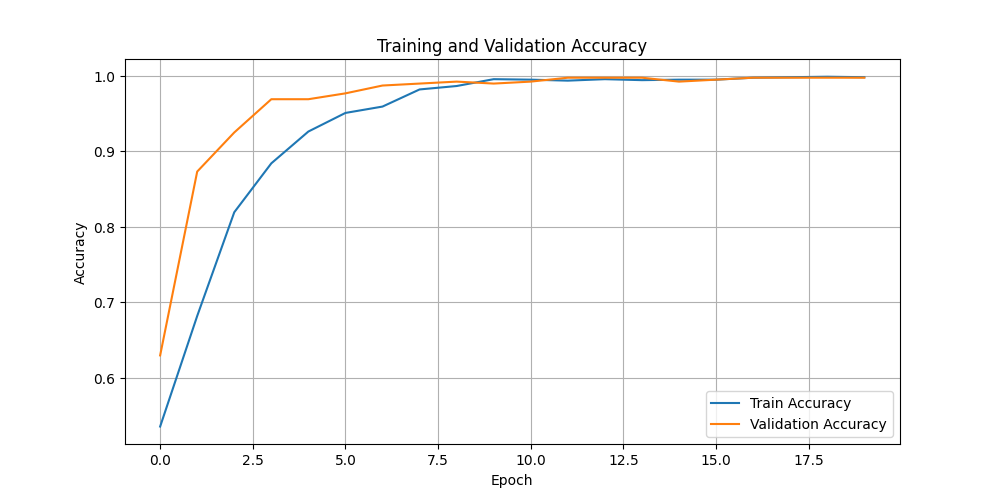 Training and Validation Accuracy
1.0
0.9
0.8
0.7
0.6
Accuracy
Train Accuracy
Validation Accuracy
0.0 2.5 5.0 7.5 10.0 12.5 15.0 17.5
Epoch